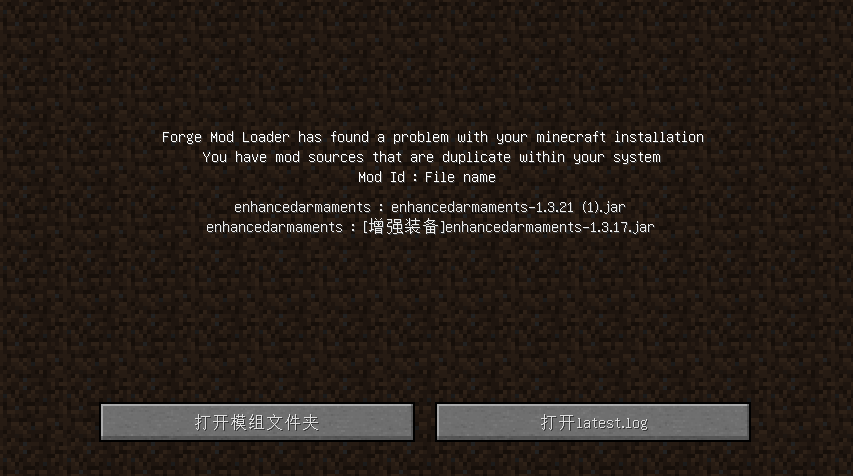 Forge Mod Loader has found a problem with your minecraft installation
You have mod sources that are duplicate within your system
Mod Id : File name
enhancedarmaments : enhancedarmaments-1.3.21 (1).jar
enhancedarmaments : [增强装备]enhancedarmaments-1.3.17.jar
打开模组文件夹
打开latest.log